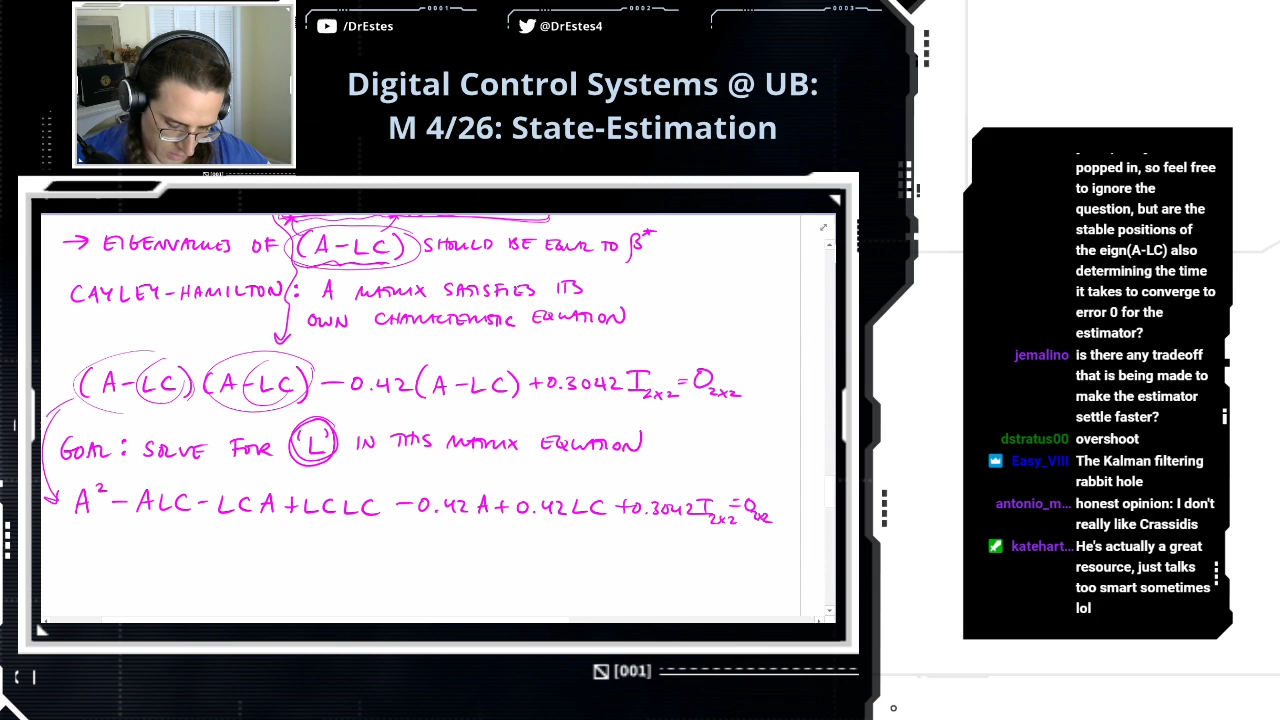 0001
0002
0003
/DrEstes
@DrEstes4
Digital Control Systems @ UB:
M 4/26: State-Estimation
[001]
→ EIGENVALUES OF (A-LC) SHOULD BE EQUAL TO β*
CAYLEY-HAMILTON: A MATRIX SATISFIES ITS
OWN CHARACTERISTIC EQUATION
(A-LC)(A-LC) - 0.42(A-LC) + 0.3042 I₂ₓ₂ = 0₂ₓ₂
GOAL: SOLVE FOR 'L' IN THIS MATRIX EQUATION
A² - ALC - LCA + LCLC - 0.42A + 0.42LC + 0.3042 I₂ₓ₂ = 0₂ₓ₂
[001]
popped in, so feel free
to ignore the
question, but are the
stable positions of
the eign(A-LC) also
determining the time
it takes to converge to
error 0 for the
estimator?
jemalino is there any tradeoff
that is being made to
make the estimator
settle faster?
dstratus00 overshoot
Easy_VIII The Kalman filtering
rabbit hole
antonio_m... honest opinion: I don't
really like Crassidis
katehart... He's actually a great
resource, just talks
too smart sometimes
lol